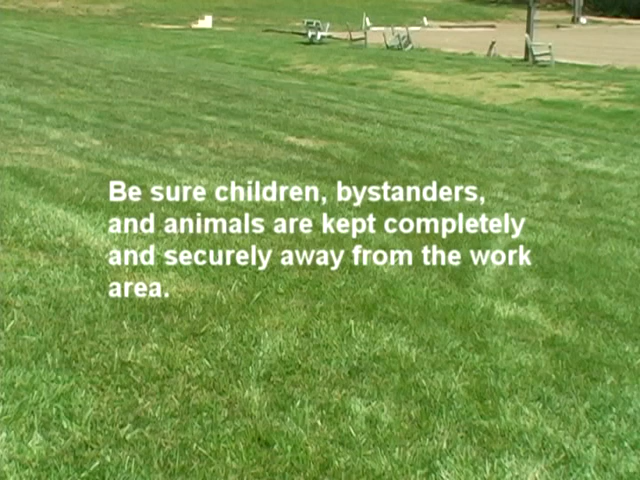 Be sure children, bystanders,
and animals are kept completely
and securely away from the work
area.